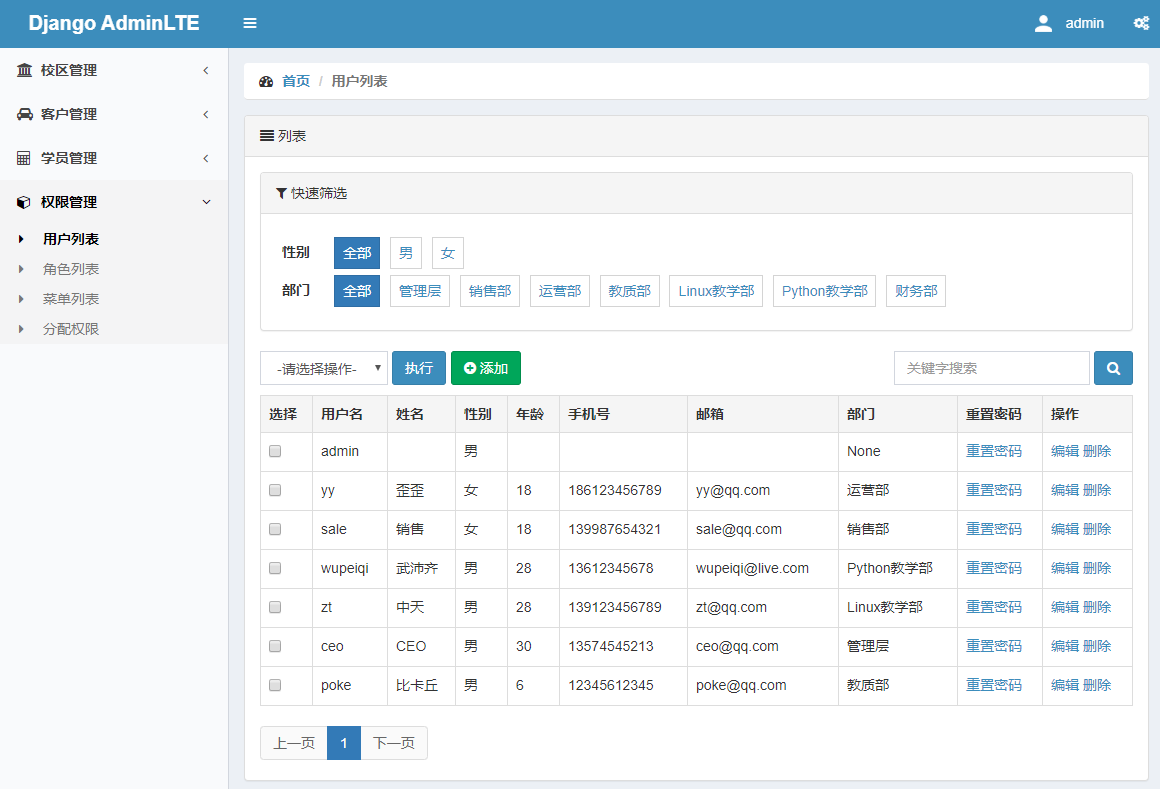 Django AdminLTE admin
校区管理
客户管理
学员管理
权限管理
用户列表
角色列表
菜单列表
分配权限
首页 / 用户列表
列表
快速筛选
性别 全部 男 女
部门 全部 管理层 销售部 运营部 教质部 Linux教学部 Python教学部 财务部
-请选择操作- 执行 添加 关键字搜索
选择 用户名 姓名 性别 年龄 手机号 邮箱 部门 重置密码 操作
admin 男 None 重置密码 编辑 删除
yy 歪歪 女 18 186123456789 yy@qq.com 运营部 重置密码 编辑 删除
sale 销售 女 18 139987654321 sale@qq.com 销售部 重置密码 编辑 删除
wupeiqi 武沛齐 男 28 13612345678 wupeiqi@live.com Python教学部 重置密码 编辑 删除
zt 中天 男 28 139123456789 zt@qq.com Linux教学部 重置密码 编辑 删除
ceo CEO 男 30 13574545213 ceo@qq.com 管理层 重置密码 编辑 删除
poke 比卡丘 男 6 12345612345 poke@qq.com 教质部 重置密码 编辑 删除
上一页 1 下一页